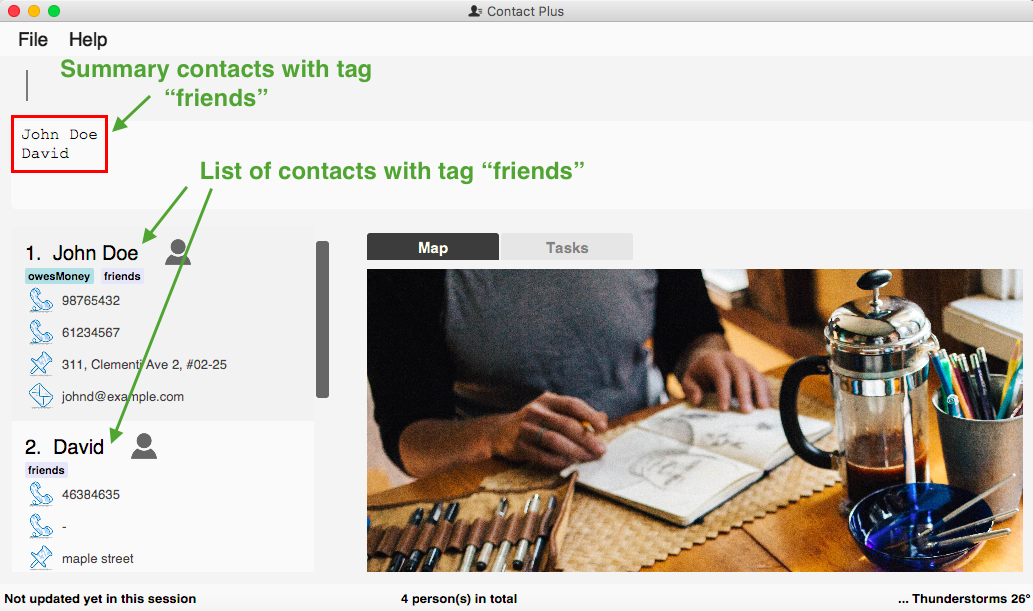 Contact Plus
File Help
Summary contacts with tag
“friends”
John Doe
David
List of contacts with tag “friends”
1. John Doe
owesMoney friends
98765432
61234567
311, Clementi Ave 2, #02-25
johnd@example.com
2. David
friends
46384635
-
maple street
Map Tasks
Not updated yet in this session 4 person(s) in total ... Thunderstorms 26°